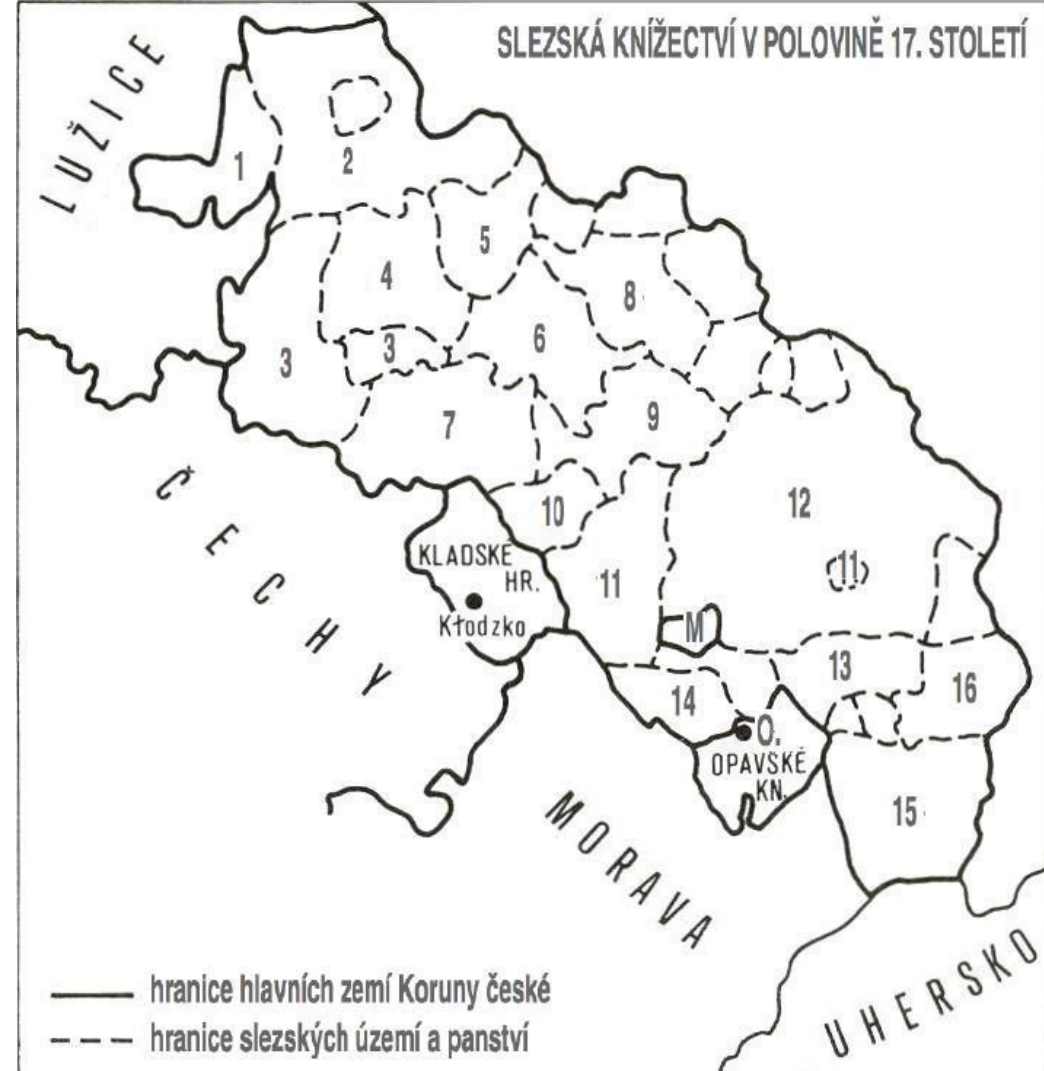 SLEZSKÁ KNÍŽECTVÍ V POLOVINĚ 17. STOLETÍ
LUŽICE
1
2
5
4
8
3
3
6
7
9
10
12
ČECHY
KLADSKÉ
HR.
Kłodzko
11
11
M
13
14
16
O.
OPAVSKÉ
KN.
15
MORAVA
UHERSKO
hranice hlavních zemí Koruny české
hranice slezských území a panství